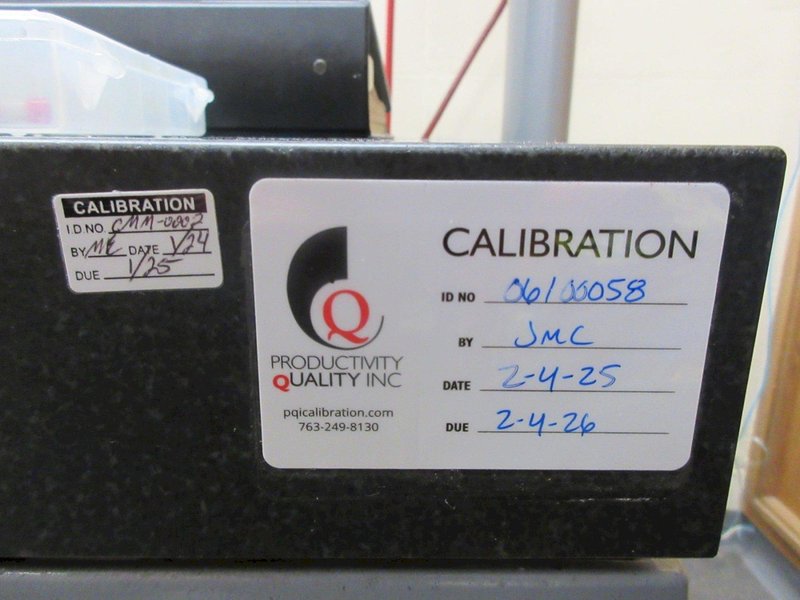 CALIBRATION
I.D NO. CMM-0002
BY ME DATE 1/24
DUE 1/25
CALIBRATION
ID NO 06100058
BY JMC
DATE 2-4-25
DUE 2-4-26
Q
PRODUCTIVITY
QUALITY INC
pqicalibration.com
763-249-8130